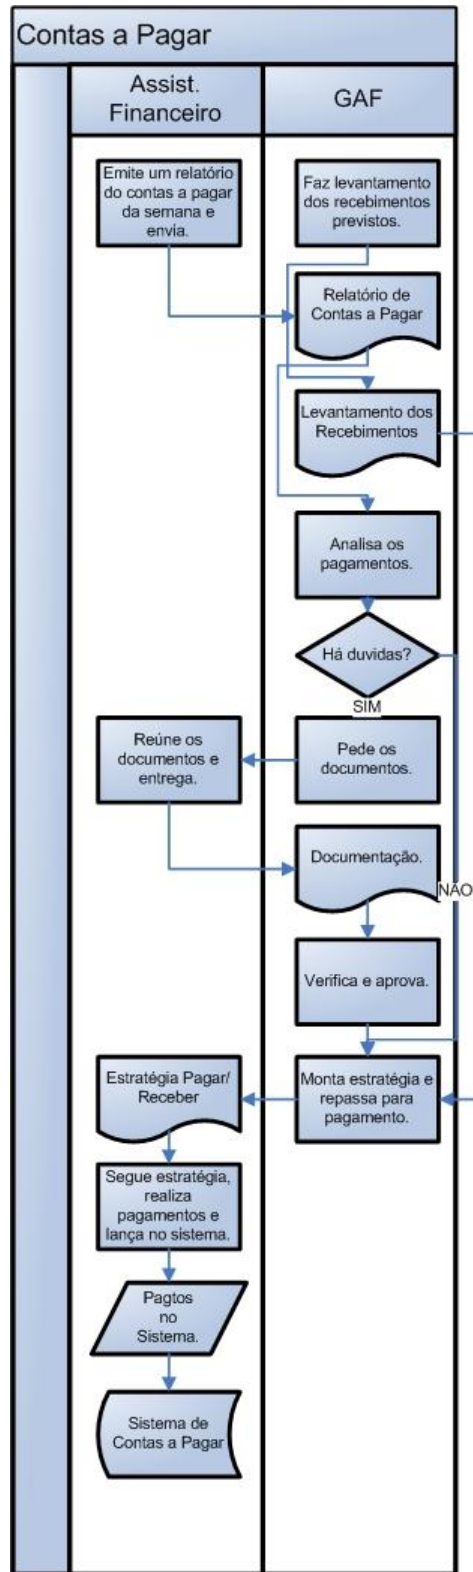 Contas a Pagar
Assist.
Financeiro
GAF
Emite um relatório
do contas a pagar
da semana e
envia.
Faz levantamento
dos recebimentos
previstos.
Relatório de
Contas a Pagar
Levantamento dos
Recebimentos
Analisa os
pagamentos.
Há duvidas?
SIM
Reúne os
documentos e
entrega.
Pede os
documentos.
Documentação.
NÃO
Verifica e aprova.
Estratégia Pagar/
Receber
Monta estratégia e
repassa para
pagamento.
Segue estratégia,
realiza
pagamentos e
lança no sistema.
Pagtos
no
Sistema.
Sistema de
Contas a Pagar